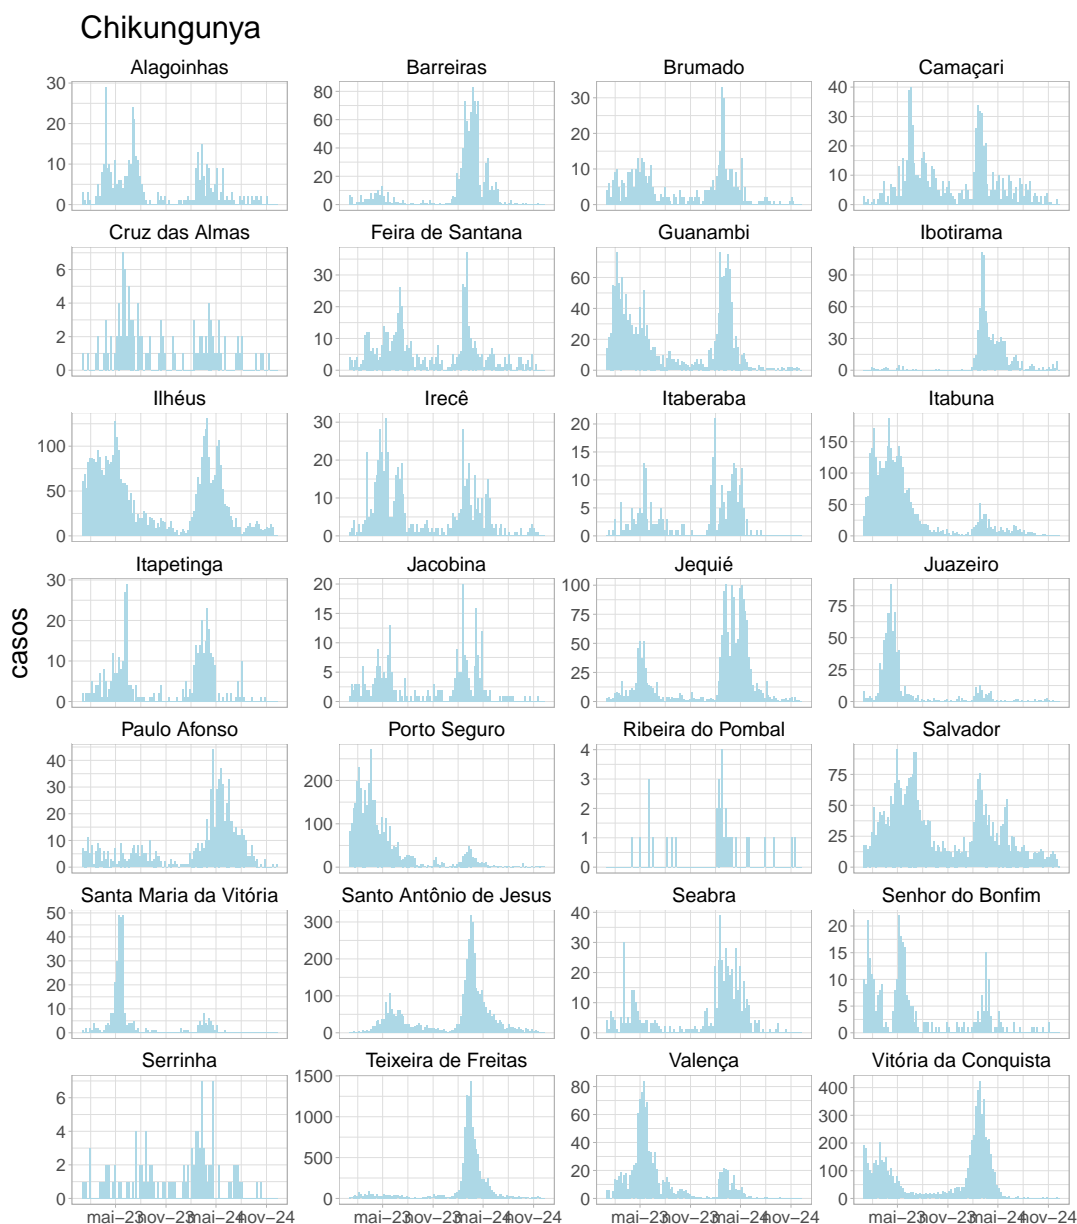 Chikungunya
Alagoinhas Barreiras Brumado Camaçari
30 20 10 0 80 60 40 20 0 30 20 10 0 40 30 20 10 0
Cruz das Almas Feira de Santana Guanambi Ibotirama
6 4 2 0 30 20 10 0 60 40 20 0 90 60 30 0
Ilhéus Irecê Itaberaba Itabuna
100 50 0 30 20 10 0 20 15 10 5 0 150 100 50 0
Itapetinga Jacobina Jequié Juazeiro
30 20 10 0 20 15 10 5 0 100 75 50 25 0 75 50 25 0
casos
Paulo Afonso Porto Seguro Ribeira do Pombal Salvador
40 30 20 10 0 200 100 0 4 3 2 1 0 75 50 25 0
Santa Maria da Vitória Santo Antônio de Jesus Seabra Senhor do Bonfim
50 40 30 20 10 0 300 200 100 0 40 30 20 10 0 20 15 10 5 0
Serrinha Teixeira de Freitas Valença Vitória da Conquista
6 4 2 0 1500 1000 500 0 80 60 40 20 0 400 300 200 100 0
mai–23 nov–23 mai–24 nov–24 mai–23 nov–23 mai–24 nov–24 mai–23 nov–23 mai–24 nov–24 mai–23 nov–23 mai–24 nov–24